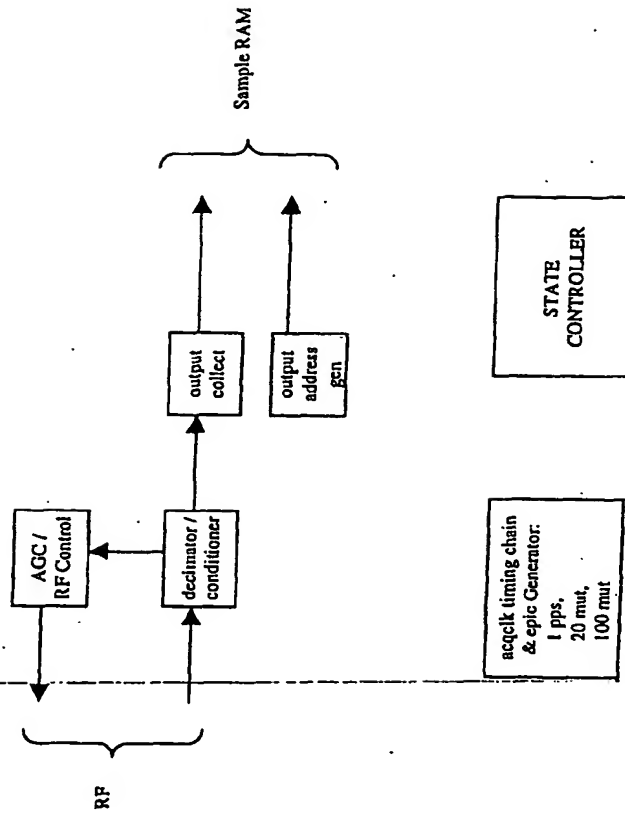 RF
AGC /
RF Control
decimator /
conditioner
output
collect
output
address
gen
Sample RAM
acqclk timing chain
& epic Generator:
1 pps,
20 mut,
100 mut
STATE
CONTROLLER